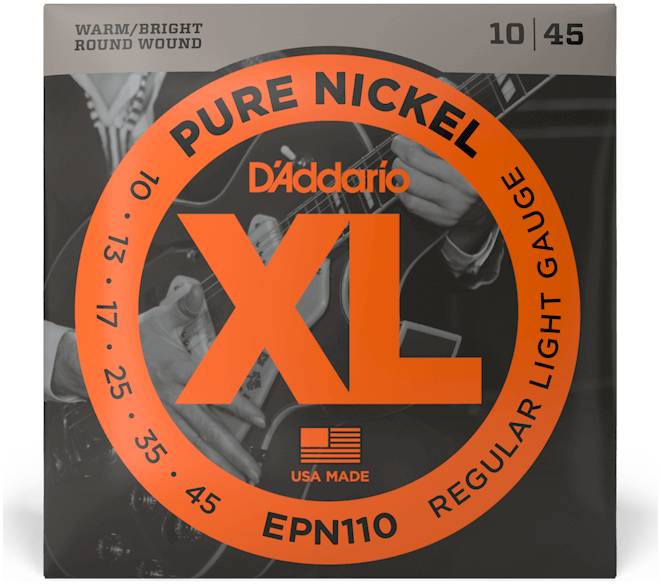 WARM/BRIGHT
ROUND WOUND
10 | 45
PURE NICKEL
D'Addario
XL
10 • 13 • 17 • 25 • 35 • 45
REGULAR LIGHT GAUGE
USA MADE
EPN110